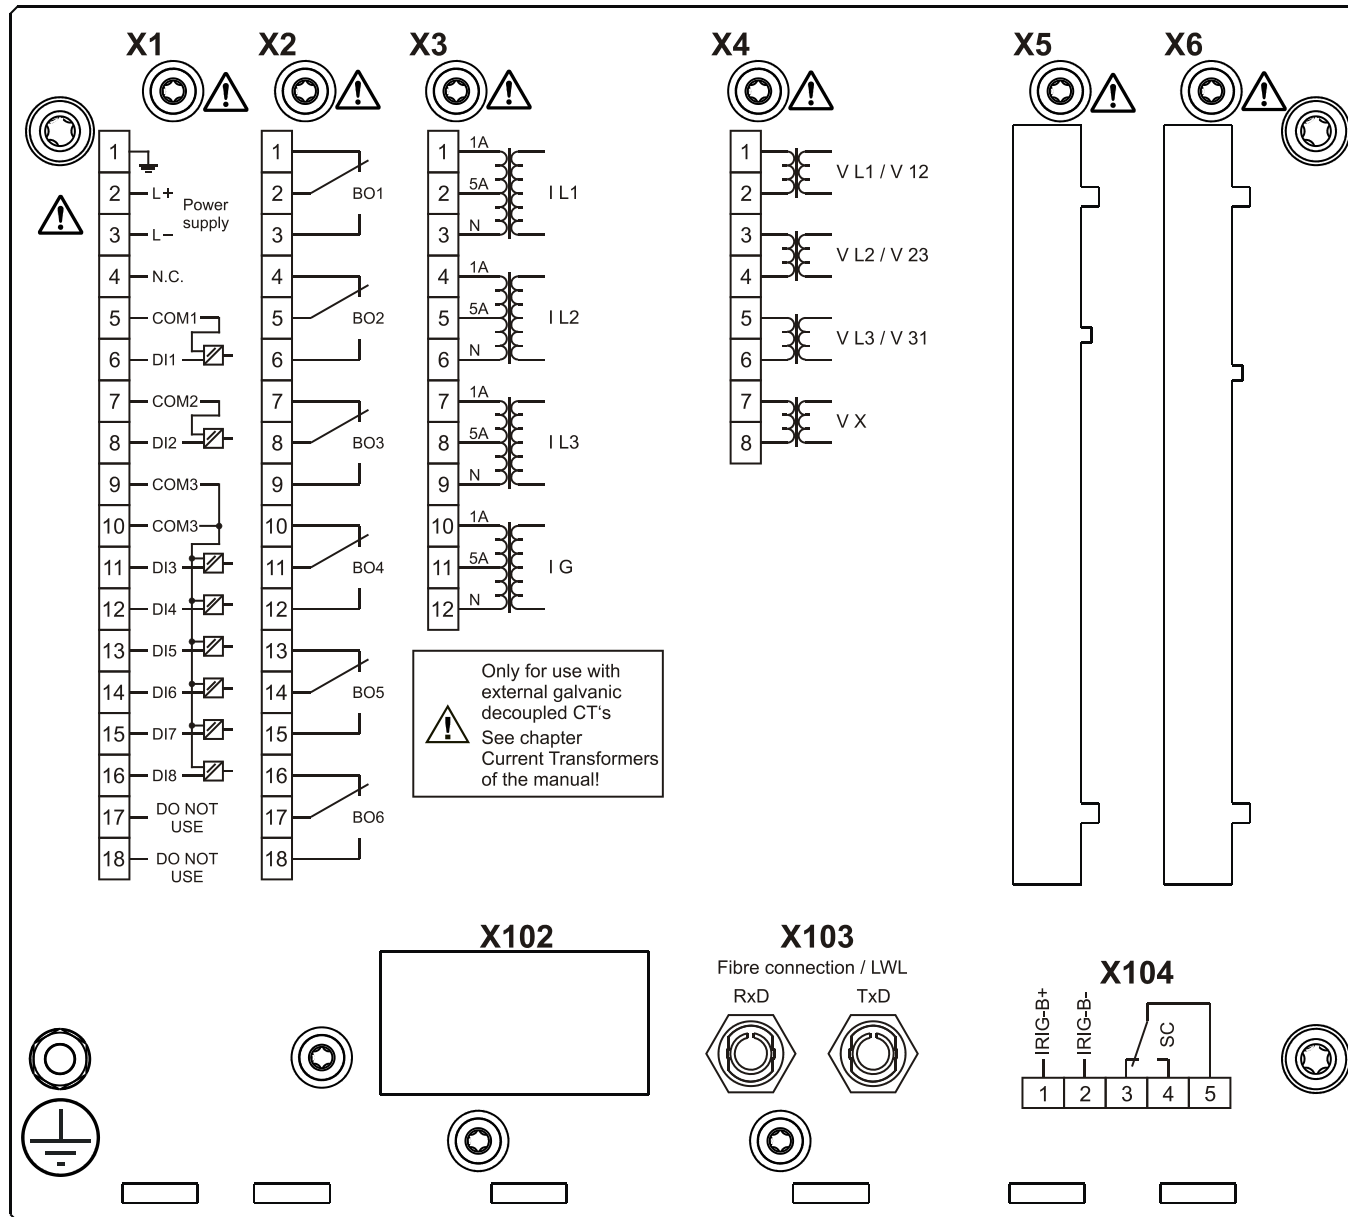 X1
X2
X3
X4
X5
X6
1
2 L+
Power
supply
3 L–
4 N.C.
5 COM1
6 DI1
7 COM2
8 DI2
9 COM3
10 COM3
11 DI3
12 DI4
13 DI5
14 DI6
15 DI7
16 DI8
17 DO NOT
USE
18 DO NOT
USE
1
2 BO1
3
4
5 BO2
6
7
8 BO3
9
10
11 BO4
12
13
14 BO5
15
16
17 BO6
18
1 1A
2 5A I L1
3 N
4 1A
5 5A I L2
6 N
7 1A
8 5A I L3
9 N
10 1A
11 5A I G
12 N
Only for use with
external galvanic
decoupled CT‘s
See chapter
Current Transformers
of the manual!
1
V L1 / V 12
2
3
V L2 / V 23
4
5
V L3 / V 31
6
7
V X
8
X102
X103
Fibre connection / LWL
RxD TxD
X104
IRIG-B+
IRIG-B-
SC
1 2 3 4 5